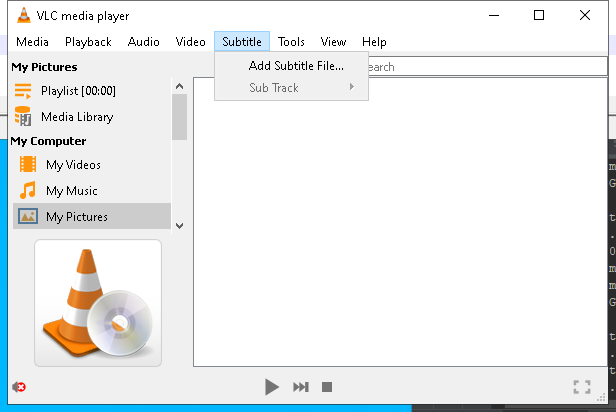 VLC media player
Media Playback Audio Video Subtitle Tools View Help
Add Subtitle File...
Sub Track
earch
My Pictures
Playlist [00:00]
Media Library
My Computer
My Videos
My Music
My Pictures